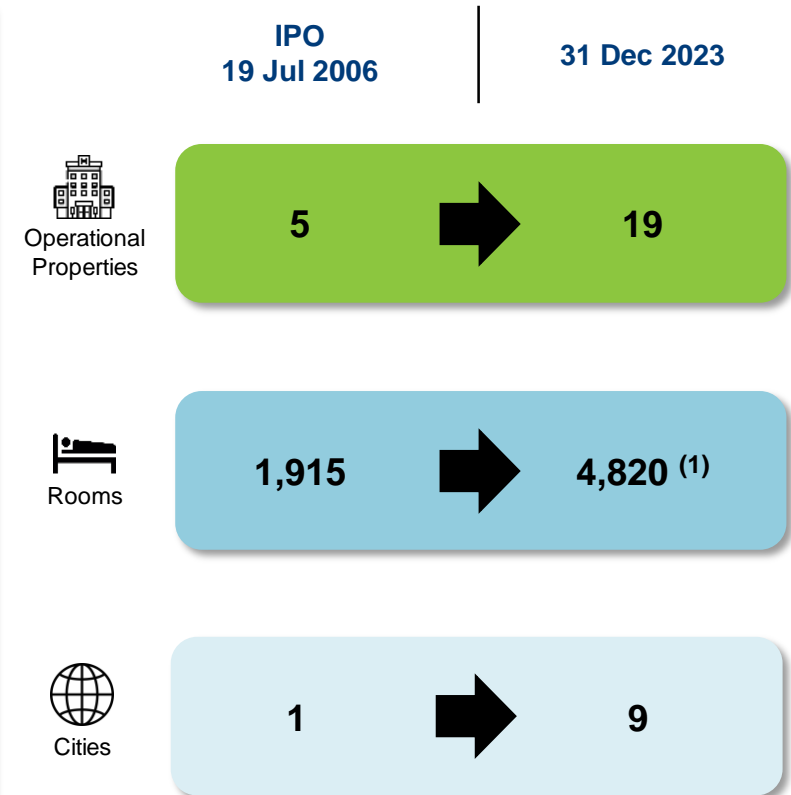 IPO
19 Jul 2006
31 Dec 2023
Operational
Properties
5
19
Rooms
1,915
4,820 (1)
Cities
1
9